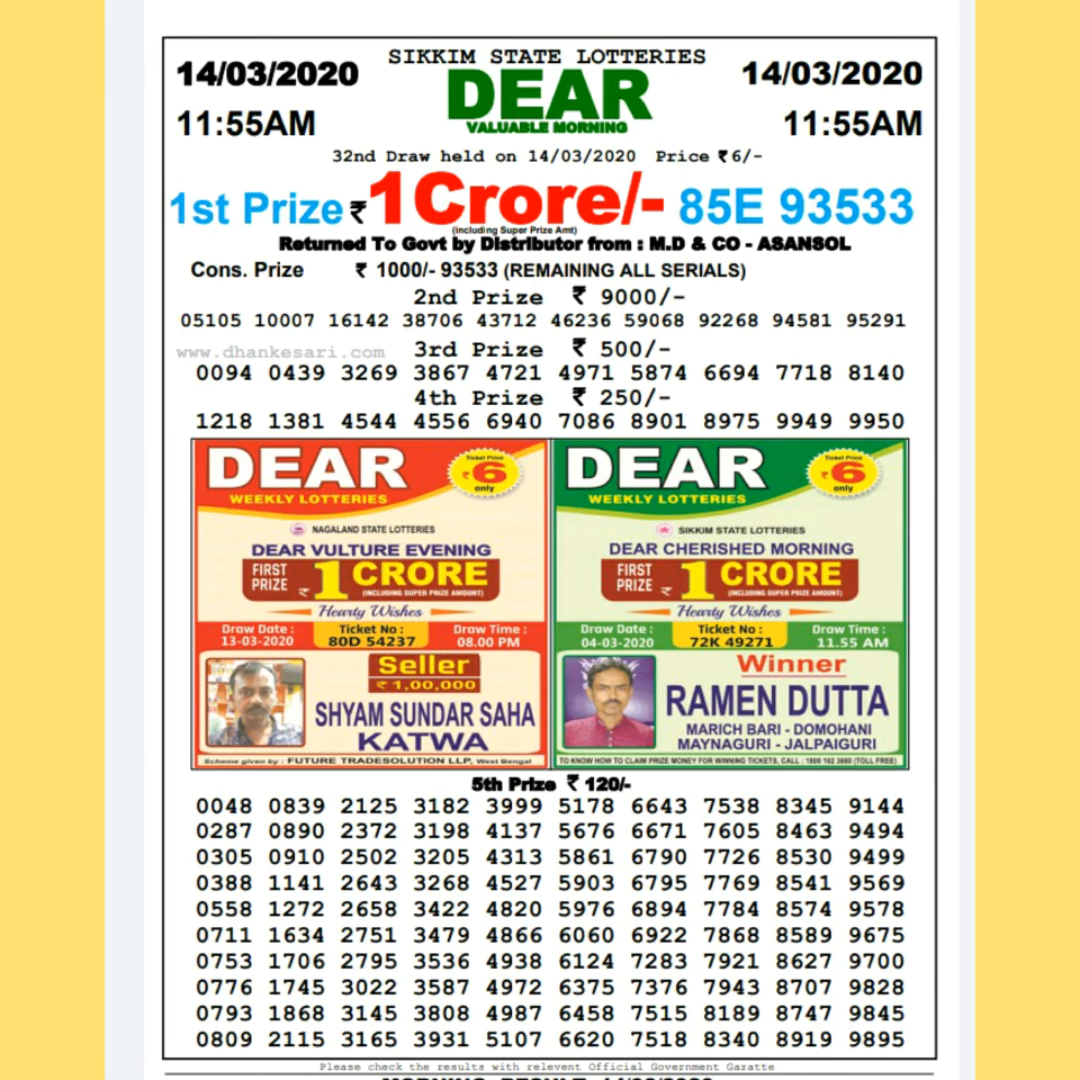 SIKKIM STATE LOTTERIES
14/03/2020 DEAR 14/03/2020
11:55AM VALUABLE MORNING 11:55AM
32nd Draw held on 14/03/2020 Price ₹6/-
1st Prize ₹1Crore/- 85E 93533
(including Super Prize Amt)
Returned To Govt by Distributor from : M.D & CO - ASANSOL
Cons. Prize ₹ 1000/- 93533 (REMAINING ALL SERIALS)
2nd Prize ₹ 9000/-
05105 10007 16142 38706 43712 46236 59068 92268 94581 95291
www.dhankesari.com 3rd Prize ₹ 500/-
0094 0439 3269 3867 4721 4971 5874 6694 7718 8140
4th Prize ₹ 250/-
1218 1381 4544 4556 6940 7086 8901 8975 9949 9950
DEAR
WEEKLY LOTTERIES
Ticket Price
₹6
only
NAGALAND STATE LOTTERIES
DEAR VULTURE EVENING
FIRST PRIZE ₹ 1 CRORE
(INCLUDING SUPER PRIZE AMOUNT)
Hearty Wishes
Draw Date : Ticket No : Draw Time :
13-03-2020 80D 54237 08.00 PM
Seller
₹ 1,00,000
SHYAM SUNDAR SAHA
KATWA
Scheme given by : FUTURE TRADESOLUTION LLP, West Bengal
DEAR
WEEKLY LOTTERIES
Ticket Price
₹6
only
SIKKIM STATE LOTTERIES
DEAR CHERISHED MORNING
FIRST PRIZE ₹ 1 CRORE
(INCLUDING SUPER PRIZE AMOUNT)
Hearty Wishes
Draw Date : Ticket No : Draw Time :
04-03-2020 72K 49271 11.55 AM
Winner
RAMEN DUTTA
MARICH BARI - DOMOHANI
MAYNAGURI - JALPAIGURI
TO KNOW HOW TO CLAIM PRIZE MONEY FOR WINNING TICKETS, CALL : 1800 102 3680 (TOLL FREE)
5th Prize ₹ 120/-
0048 0839 2125 3182 3999 5178 6643 7538 8345 9144
0287 0890 2372 3198 4137 5676 6671 7605 8463 9494
0305 0910 2502 3205 4313 5861 6790 7726 8530 9499
0388 1141 2643 3268 4527 5903 6795 7769 8541 9569
0558 1272 2658 3422 4820 5976 6894 7784 8574 9578
0711 1634 2751 3479 4866 6060 6922 7868 8589 9675
0753 1706 2795 3536 4938 6124 7283 7921 8627 9700
0776 1745 3022 3587 4972 6375 7376 7943 8707 9828
0793 1868 3145 3808 4987 6458 7515 8189 8747 9845
0809 2115 3165 3931 5107 6620 7518 8340 8919 9895
Please check the results with relevent Official Government Gazatte